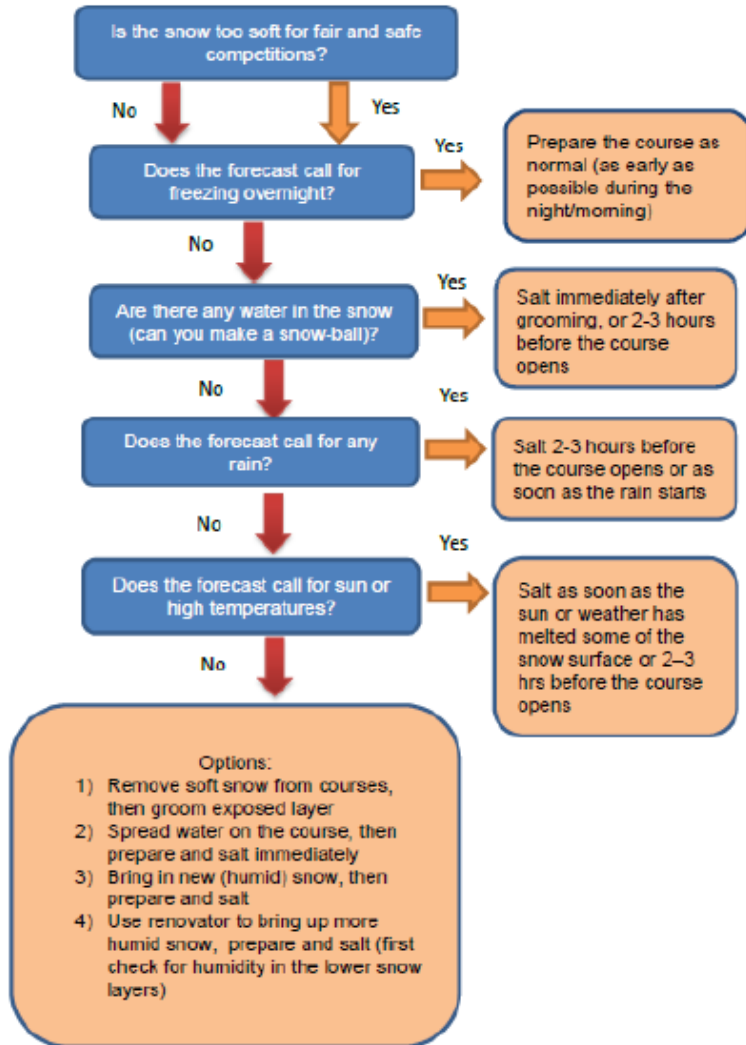 Is the snow too soft for fair and safe
competitions?
No
Yes
Does the forecast call for
freezing overnight?
Yes
Prepare the course as
normal (as early as
possible during the
night/morning)
No
Are there any water in the snow
(can you make a snow-ball)?
Yes
Salt immediately after
grooming, or 2-3 hours
before the course
opens
No
Does the forecast call for any
rain?
Yes
Salt 2-3 hours before
the course opens or as
soon as the rain starts
No
Does the forecast call for sun or
high temperatures?
Yes
Salt as soon as the
sun or weather has
melted some of the
snow surface or 2–3
hrs before the course
opens
No
Options:
1) Remove soft snow from courses,
then groom exposed layer
2) Spread water on the course, then
prepare and salt immediately
3) Bring in new (humid) snow, then
prepare and salt
4) Use renovator to bring up more
humid snow, prepare and salt (first
check for humidity in the lower snow
layers)